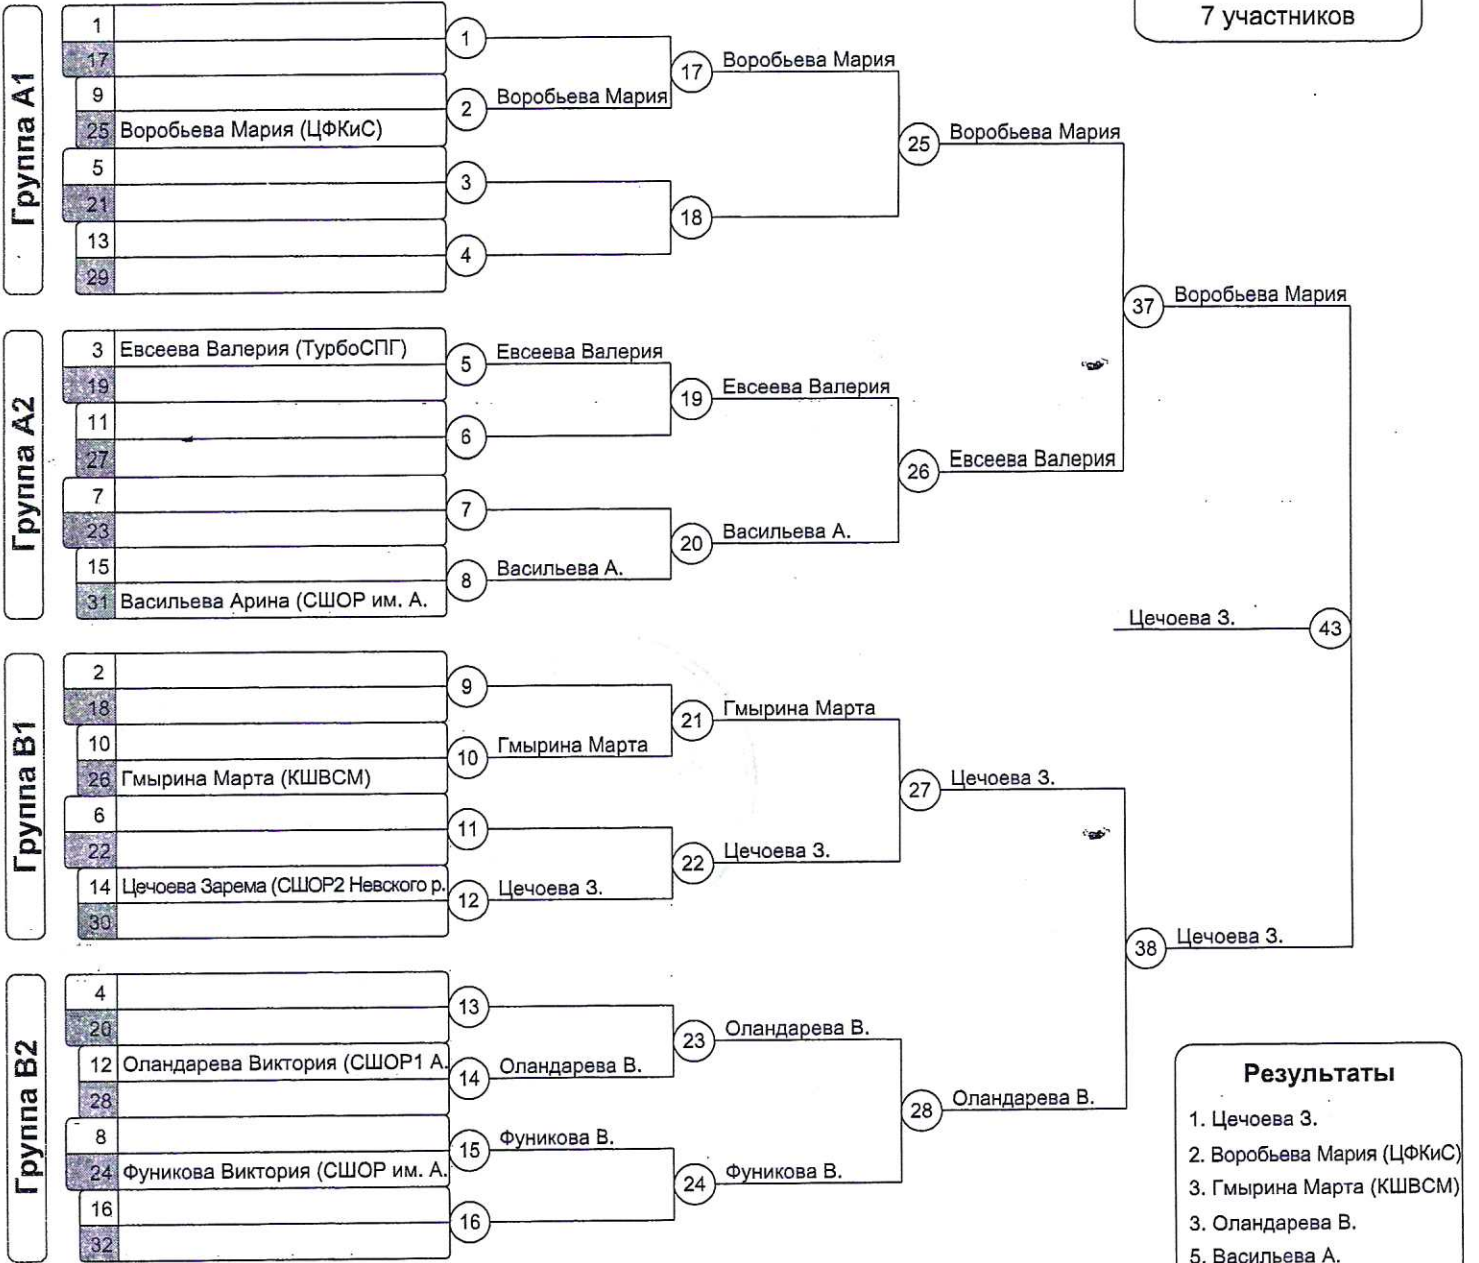 7 участников
Группа А1
1
17
9
25 Воробьева Мария (ЦФКиС)
5
21
13
29
1
2 Воробьева Мария
3
4
17 Воробьева Мария
18
25 Воробьева Мария
37 Воробьева Мария
Группа А2
3 Евсеева Валерия (ТурбоСПГ)
19
11
27
7
23
15
31 Васильева Арина (СШОР им. А.
5 Евсеева Валерия
6
7
8 Васильева А.
19 Евсеева Валерия
20 Васильева А.
26 Евсеева Валерия
Цечоева З. 43
Группа В1
2
18
10
26 Гмырина Марта (КШВСМ)
6
22
14 Цечоева Зарема (СШОР2 Невского р.
30
9
10 Гмырина Марта
11
12 Цечоева З.
21 Гмырина Марта
22 Цечоева З.
27 Цечоева З.
38 Цечоева З.
Группа В2
4
20
12 Оландарева Виктория (СШОР1 А.
28
8
24 Фуникова Виктория (СШОР им. А.
16
32
13
14 Оландарева В.
15 Фуникова В.
16
23 Оландарева В.
24 Фуникова В.
28 Оландарева В.
Результаты
1. Цечоева З.
2. Воробьева Мария (ЦФКиС)
3. Гмырина Марта (КШВСМ)
3. Оландарева В.
5. Васильева А.